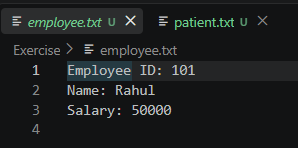 employee.txt U X patient.txt U
Exercise > employee.txt
1 Employee ID: 101
2 Name: Rahul
3 Salary: 50000
4